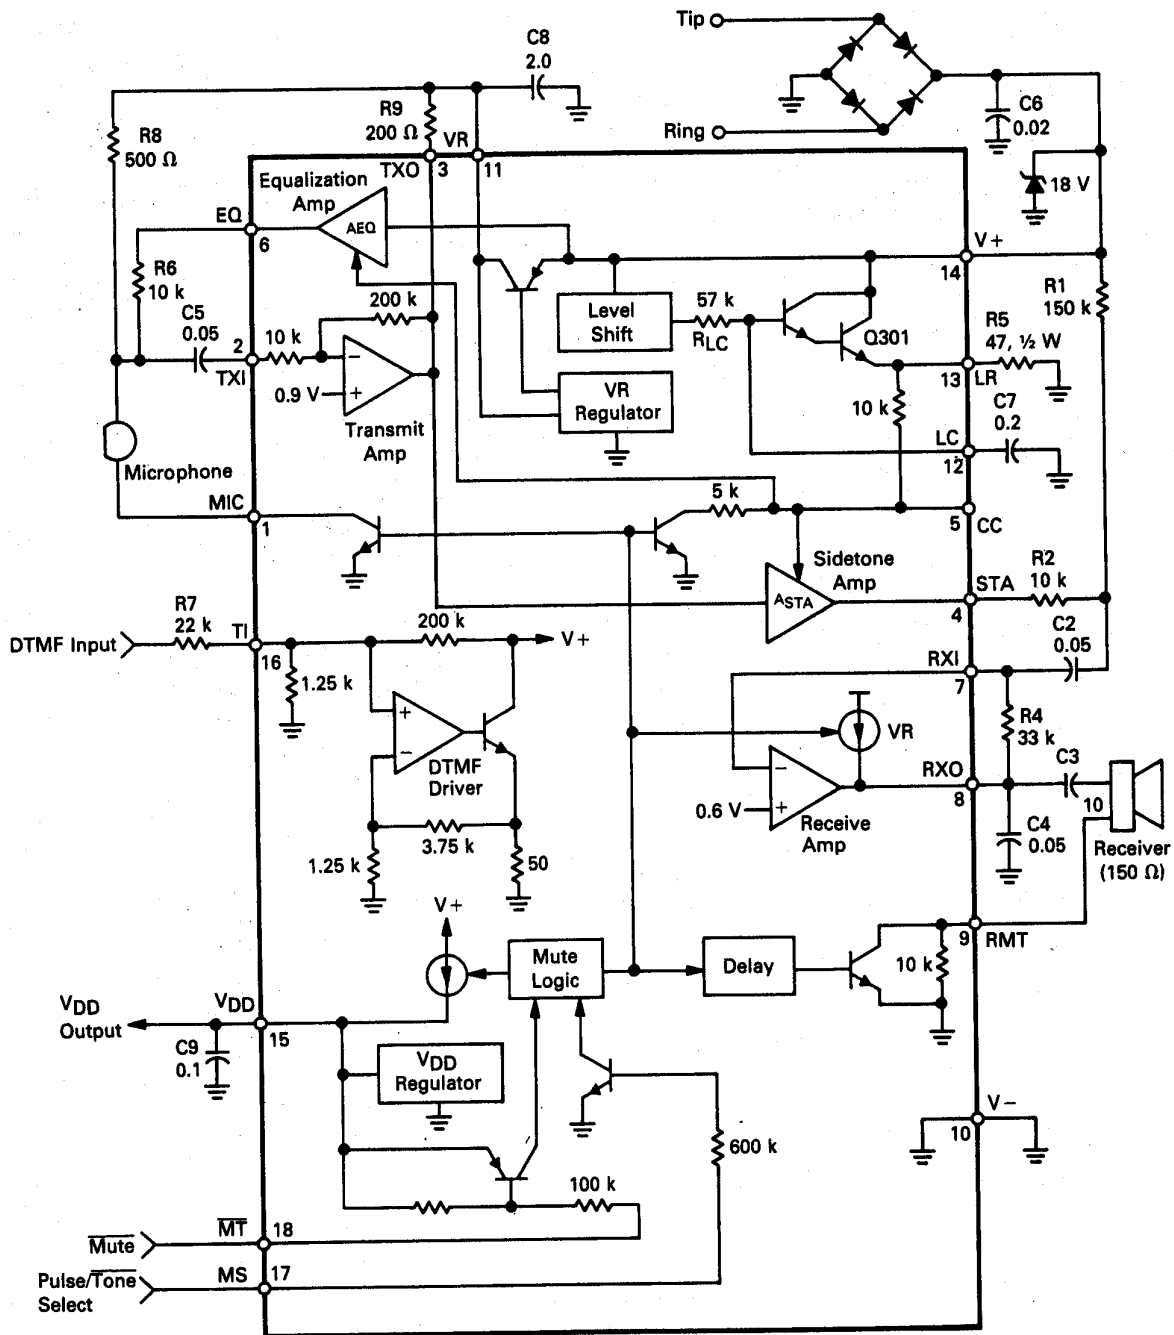 Tip
C8
2.0
C6
0.02
R9
200 Ω
R8
500 Ω
Ring
VR
TXO
3
11
18 V
Equalization
Amp
EQ
6
AEQ
V+
14
R6
10 k
R1
150 k
200 k
C5
0.05
Level
Shift
57 k
RLC
Q301
R5
47, ½ W
2
TXI
10 k
−
+
0.9 V
13
LR
VR
Regulator
10 k
C7
0.2
Transmit
Amp
LC
12
Microphone
MIC
1
5 k
5
CC
Sidetone
Amp
STA
4
R2
10 k
ASTA
R7
22 k
DTMF Input
TI
16
200 k
V+
C2
0.05
RXI
7
1.25 k
+
−
DTMF
Driver
VR
R4
33 k
−
+
0.6 V
RXO
8
C3
10
Receive
Amp
C4
0.05
Receiver
(150 Ω)
3.75 k
1.25 k
50
V+
9
RMT
Mute
Logic
Delay
10 k
VDD
Output
VDD
15
C9
0.1
VDD
Regulator
V−
10
600 k
100 k
Mute
MT
18
Pulse/Tone
Select
MS
17